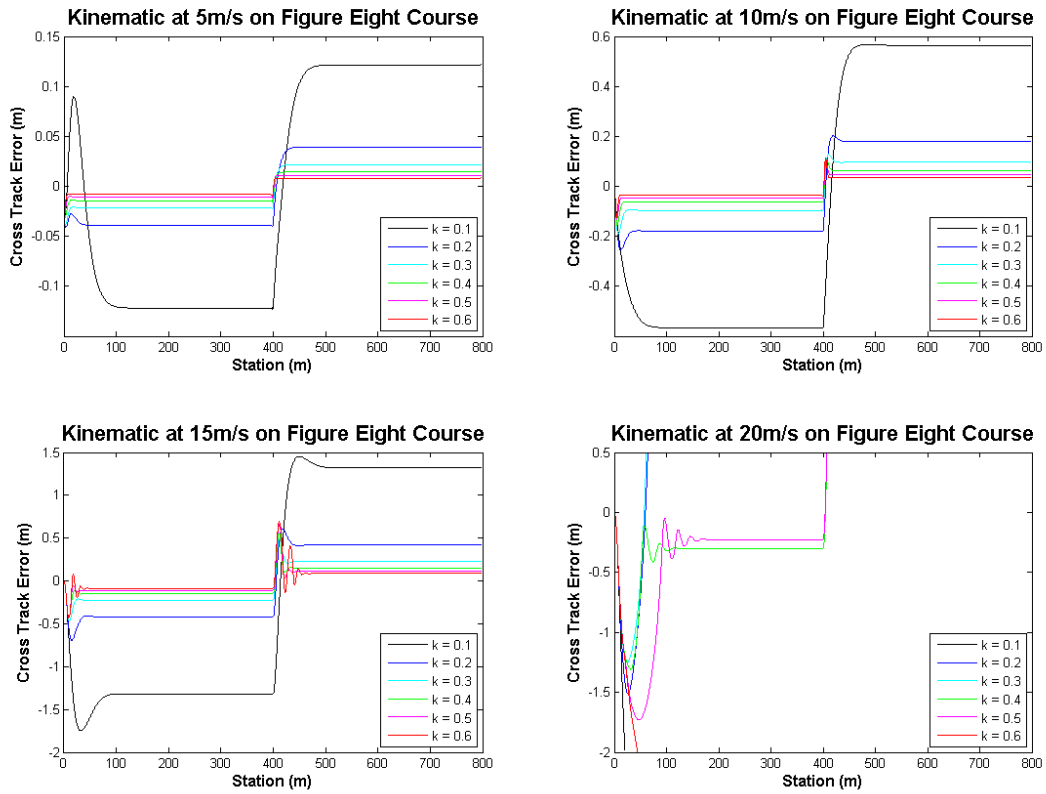 Kinematic at 5m/s on Figure Eight Course
Cross Track Error (m)
0.15
0.1
0.05
0
-0.05
-0.1
0 100 200 300 400 500 600 700 800
Station (m)
k = 0.1
k = 0.2
k = 0.3
k = 0.4
k = 0.5
k = 0.6
Kinematic at 10m/s on Figure Eight Course
Cross Track Error (m)
0.6
0.4
0.2
0
-0.2
-0.4
0 100 200 300 400 500 600 700 800
Station (m)
k = 0.1
k = 0.2
k = 0.3
k = 0.4
k = 0.5
k = 0.6
Kinematic at 15m/s on Figure Eight Course
Cross Track Error (m)
1.5
1
0.5
0
-0.5
-1
-1.5
-2
0 100 200 300 400 500 600 700 800
Station (m)
k = 0.1
k = 0.2
k = 0.3
k = 0.4
k = 0.5
k = 0.6
Kinematic at 20m/s on Figure Eight Course
Cross Track Error (m)
0.5
0
-0.5
-1
-1.5
-2
0 100 200 300 400 500 600 700 800
Station (m)
k = 0.1
k = 0.2
k = 0.3
k = 0.4
k = 0.5
k = 0.6